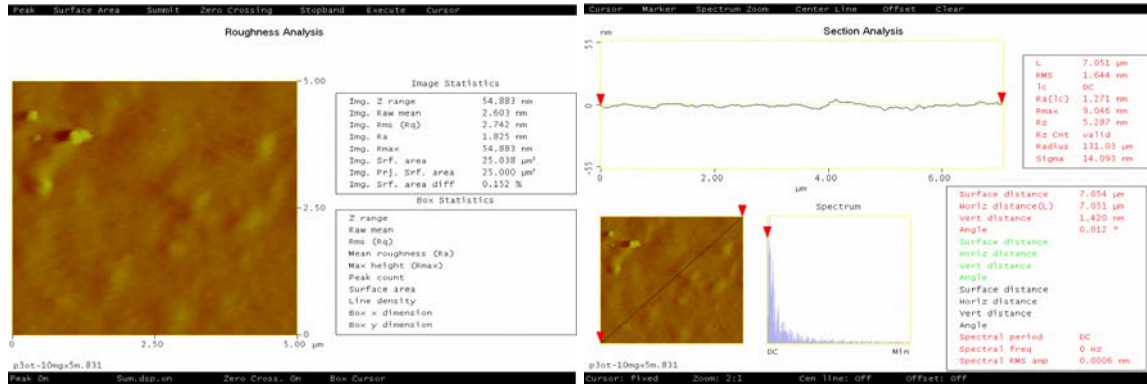 Peak Surface Area Summit Zero Crossing Stopband Execute Cursor
Roughness Analysis
5.00
2.50
0
0 2.50 5.00
µm
Image Statistics
Img. Z range 54.883 nm
Img. Raw mean 2.603 nm
Img. Rms (Rq) 2.742 nm
Img. Ra 1.825 nm
Img. Rmax 54.883 nm
Img. Srf. area 25.038 µm²
Img. Prj. Srf. area 25.000 µm²
Img. Srf. area diff 0.152 %
Box Statistics
Z range
Raw mean
Rms (Rq)
Mean roughness (Ra)
Max height (Rmax)
Peak count
Surface area
Line density
Box x dimension
Box y dimension
p3ot-10mgx5m.831
Peak On Sum.dsp.on Zero Cross. On Box Cursor
Cursor Marker Spectrum Zoom Center Line Offset Clear
Section Analysis
nm
55
0
-55
0 2.00 4.00 6.00
µm
L 7.051 µm
RMS 1.644 nm
lc DC
Ra(lc) 1.271 nm
Rmax 9.046 nm
Rz 5.287 nm
Rz Cnt valid
Radius 131.03 µm
Sigma 14.093 nm
Spectrum
DC Min
Surface distance 7.054 µm
Horiz distance(L) 7.051 µm
Vert distance 1.420 nm
Angle 0.012 °
Surface distance
Horiz distance
Vert distance
Angle
Surface distance
Horiz distance
Vert distance
Angle
Spectral period DC
Spectral freq 0 Hz
Spectral RMS amp 0.0006 nm
p3ot-10mgx5m.831
Cursor: fixed Zoom: 2:1 Cen line: Off Offset: Off